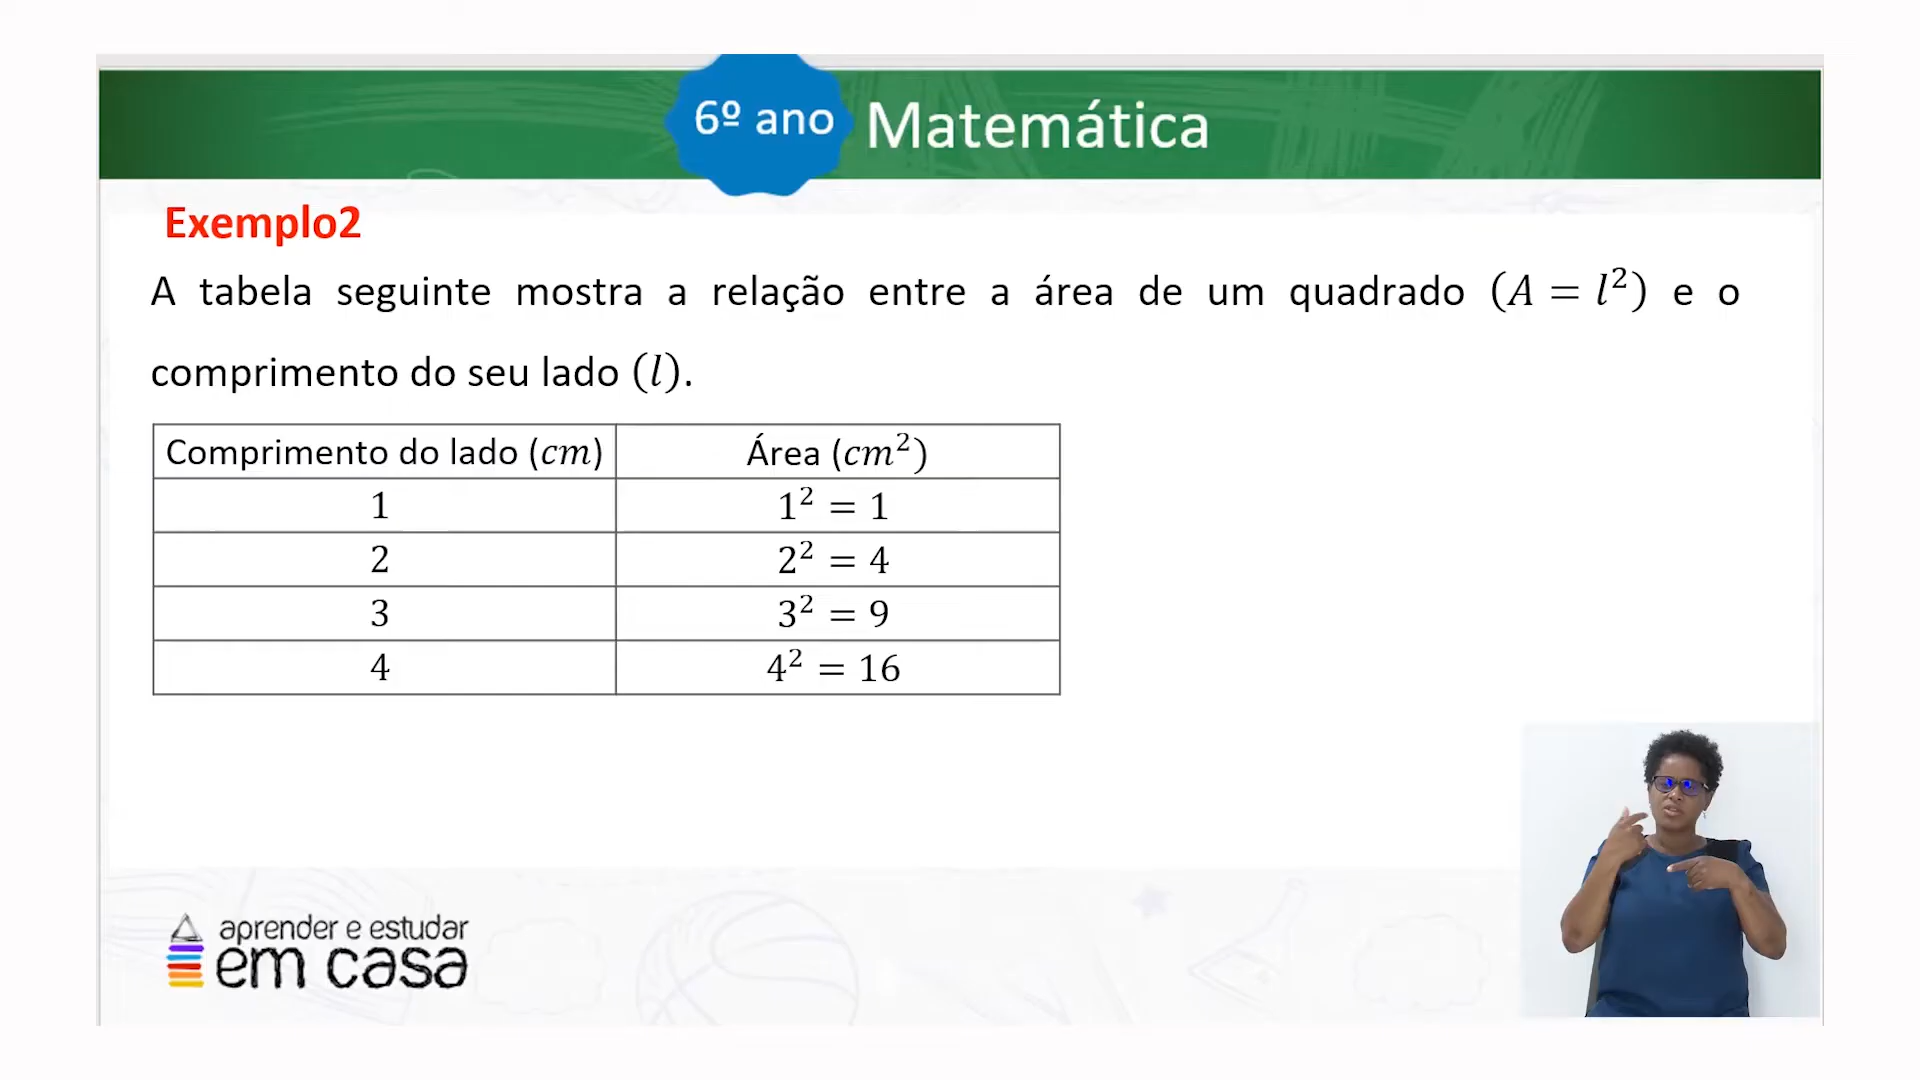 6º ano Matemática
Exemplo2
A tabela seguinte mostra a relação entre a área de um quadrado (A = l²) e o
comprimento do seu lado (l).
Comprimento do lado (cm) Área (cm²)
1 1² = 1
2 2² = 4
3 3² = 9
4 4² = 16
aprender e estudar
em casa